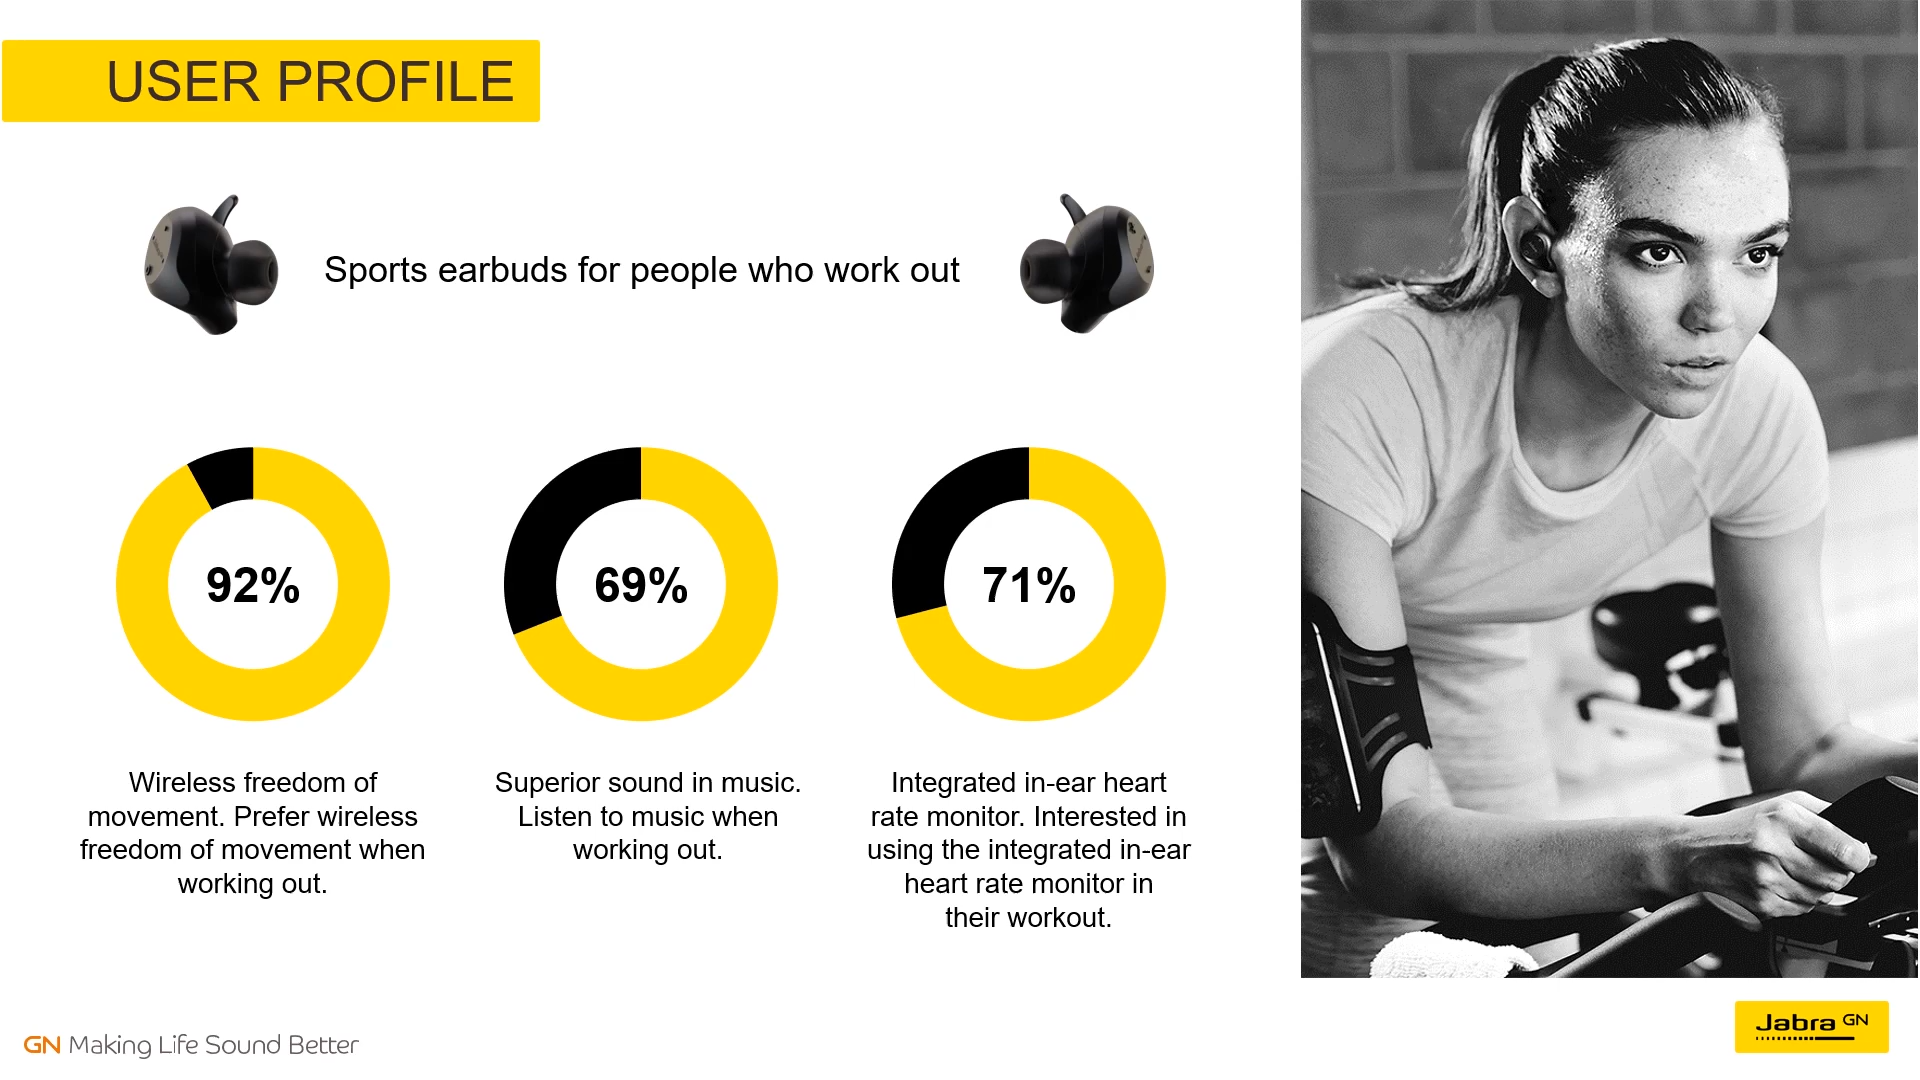 USER PROFILE
Sports earbuds for people who work out
92%
69%
71%
Wireless freedom of
movement. Prefer wireless
freedom of movement when
working out.
Superior sound in music.
Listen to music when
working out.
Integrated in-ear heart
rate monitor. Interested in
using the integrated in-ear
heart rate monitor in
their workout.
GN Making Life Sound Better
Jabra GN